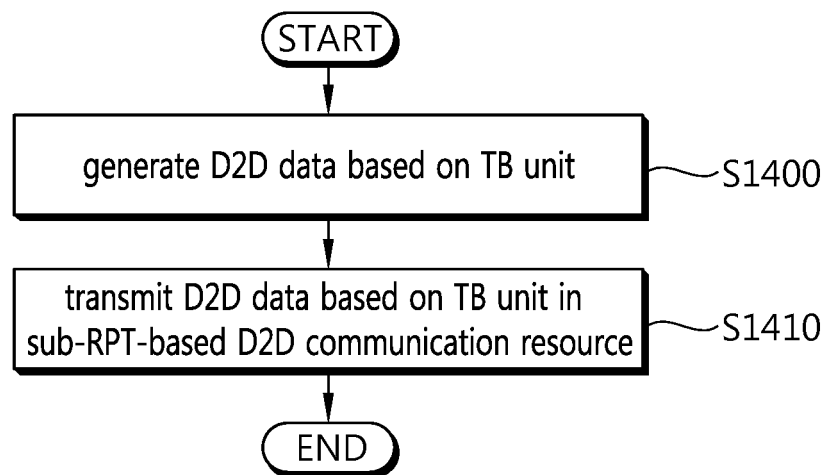 START
generate D2D data based on TB unit
S1400
transmit D2D data based on TB unit in
sub-RPT-based D2D communication resource
S1410
END